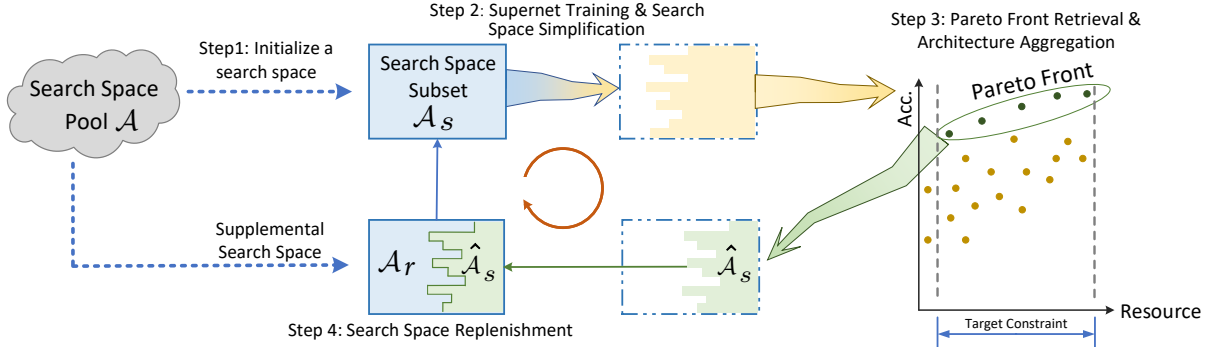 Step 2: Supernet Training & Search
Space Simplification
Step 3: Pareto Front Retrieval &
Architecture Aggregation
Step1: Initialize a
search space
Search Space
Pool 𝒜
Search Space
Subset
𝒜ₛ
Pareto Front
Acc.
Supplemental
Search Space
𝒜ᵣ
𝒜̂ₛ
𝒜̂ₛ
Resource
Target Constraint
Step 4: Search Space Replenishment